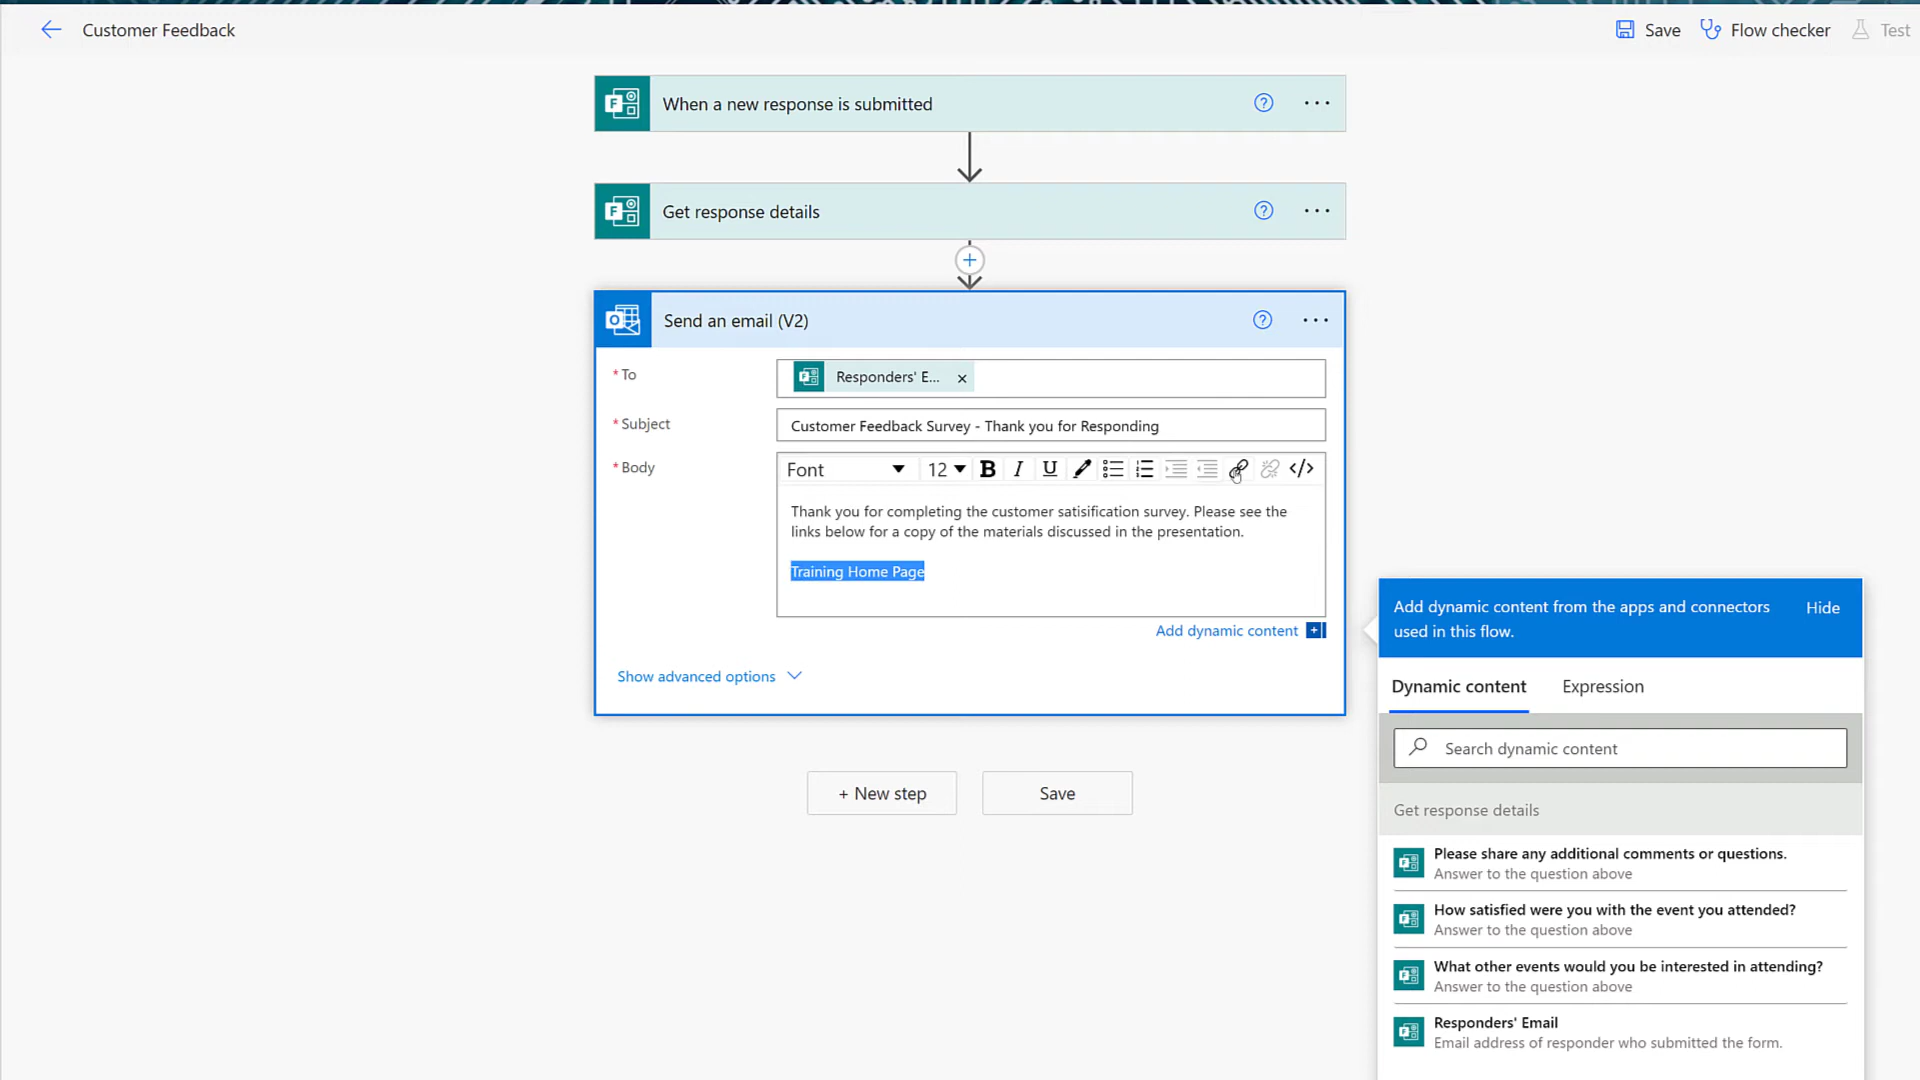 Customer Feedback
Save
Flow checker
Test
When a new response is submitted
Get response details
Send an email (V2)
* To
Responders' E... ×
* Subject
Customer Feedback Survey - Thank you for Responding
* Body
Font
12
B
I
U
</>
Thank you for completing the customer satisification survey. Please see the
links below for a copy of the materials discussed in the presentation.
Training Home Page
Add dynamic content
Show advanced options
+ New step
Save
Add dynamic content from the apps and connectors
used in this flow.
Hide
Dynamic content
Expression
Search dynamic content
Get response details
Please share any additional comments or questions.
Answer to the question above
How satisfied were you with the event you attended?
Answer to the question above
What other events would you be interested in attending?
Answer to the question above
Responders' Email
Email address of responder who submitted the form.